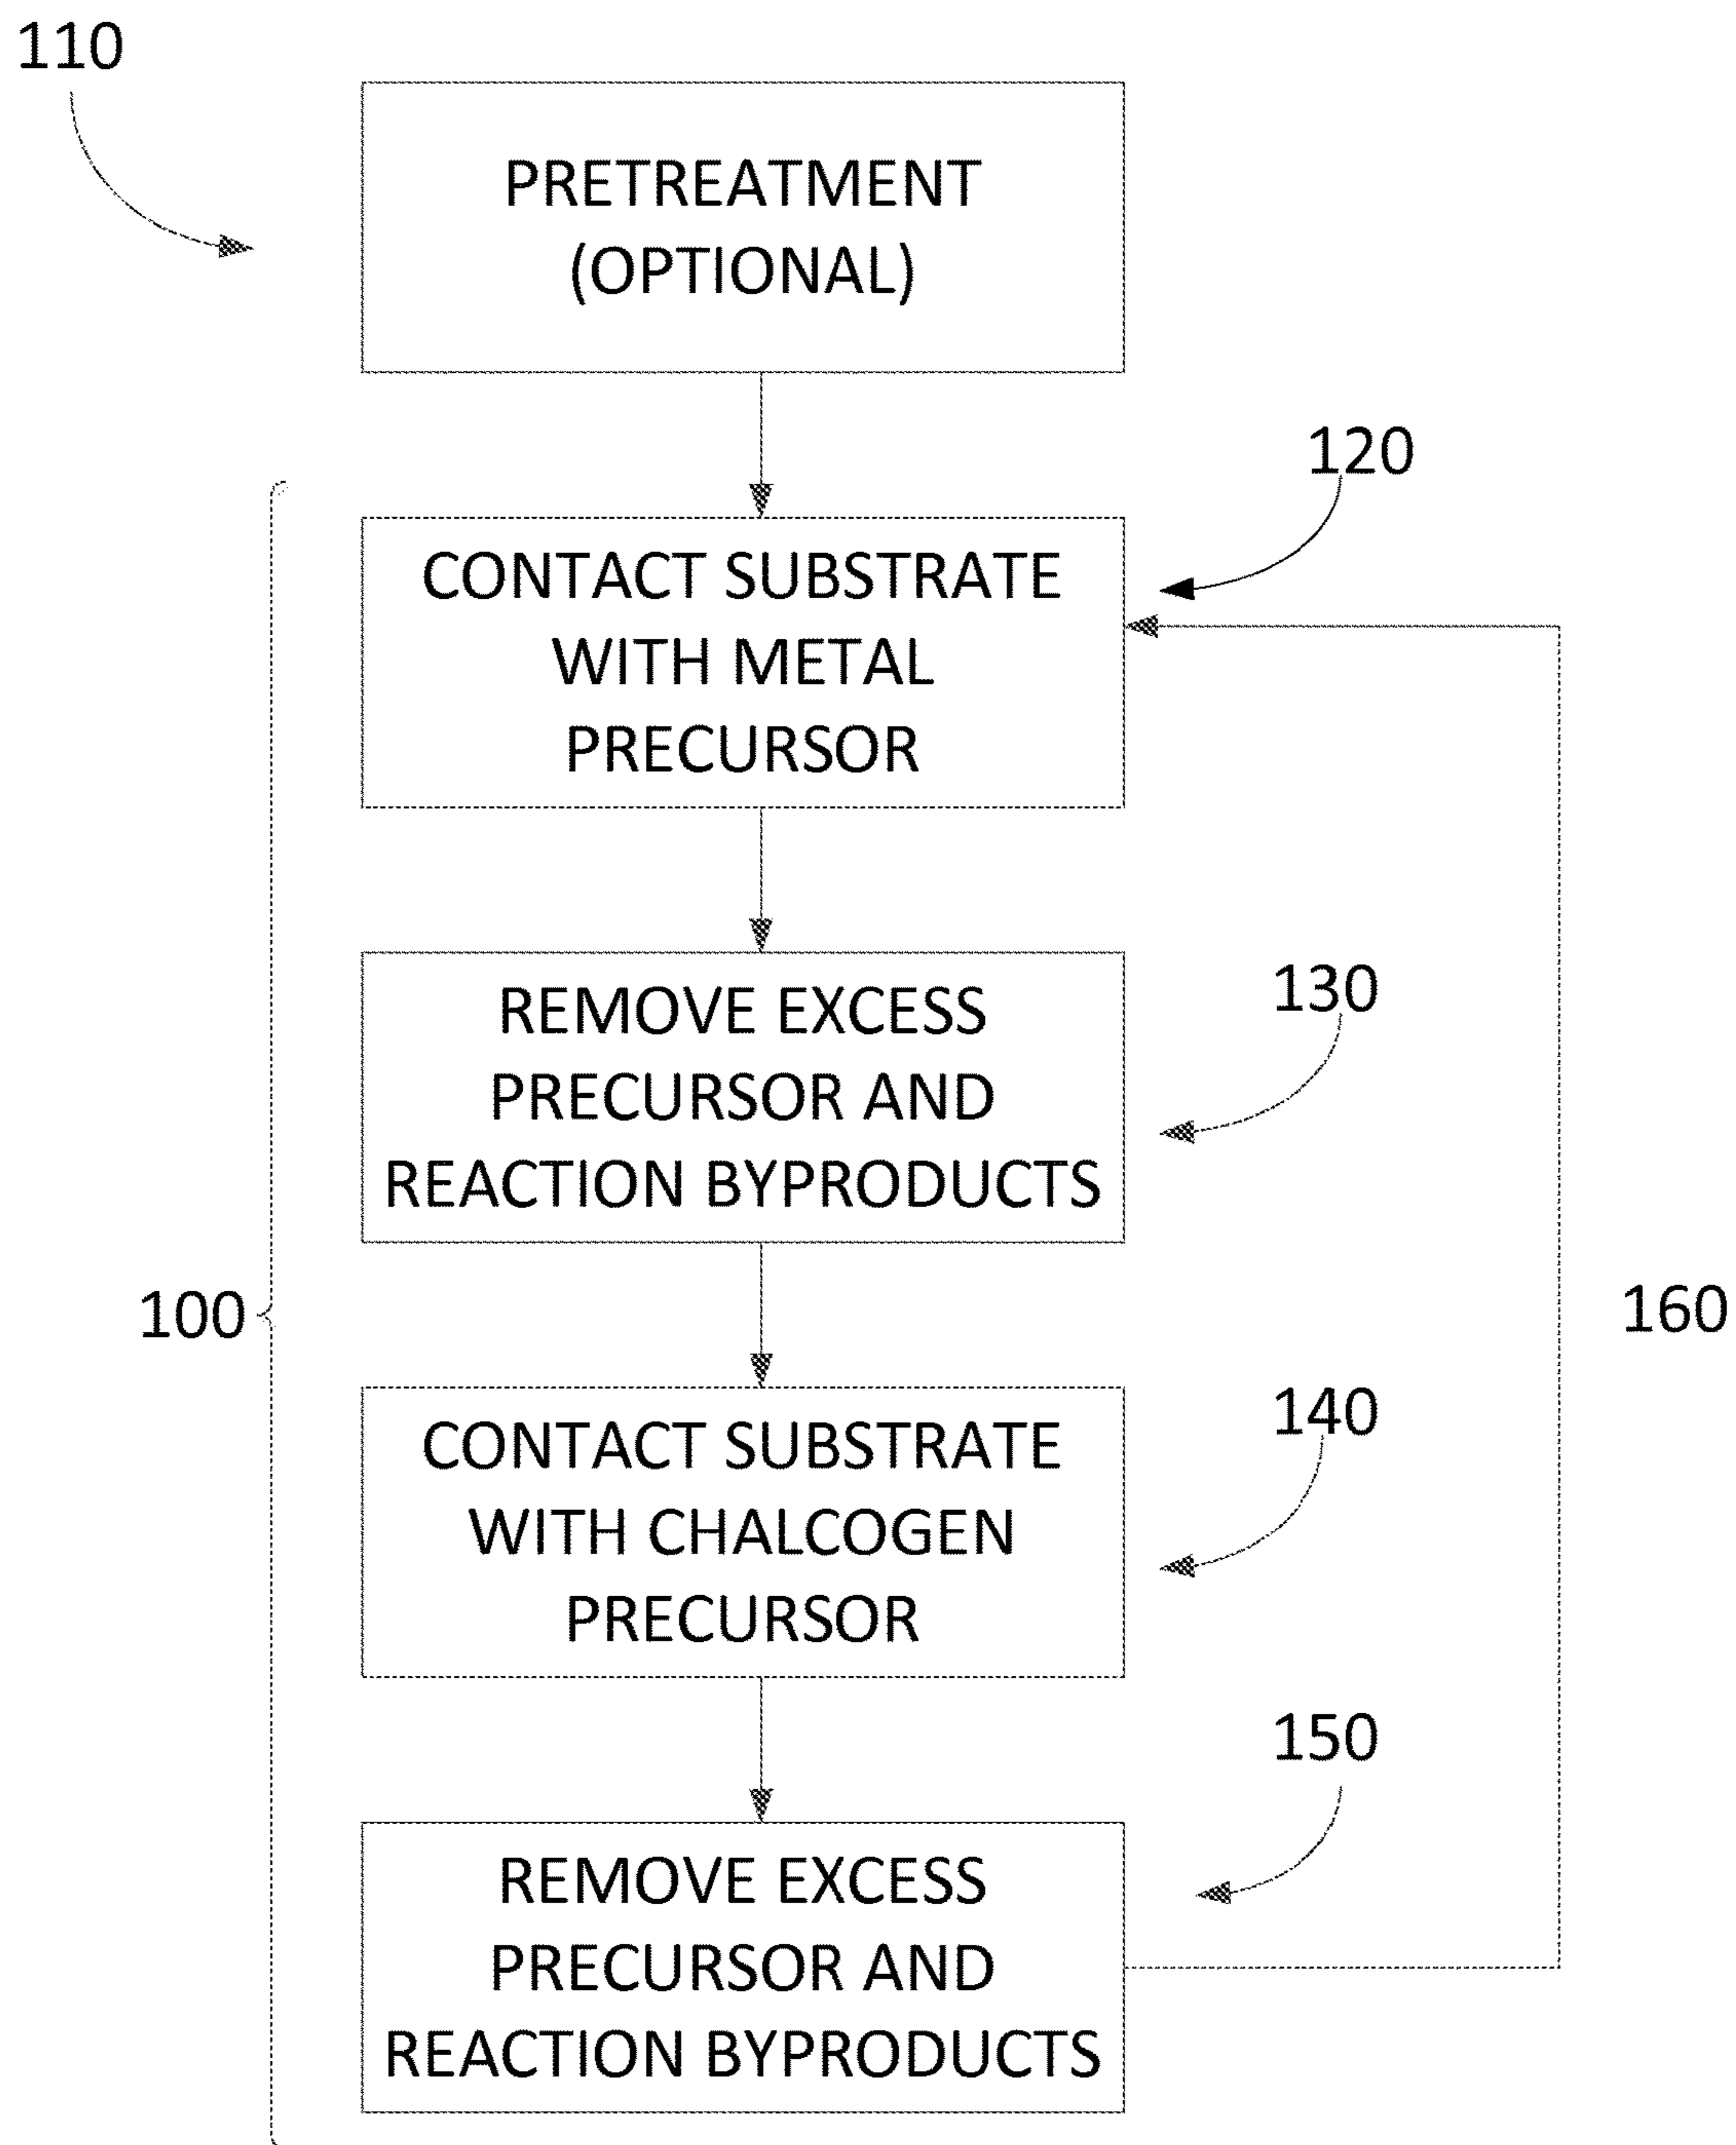 110
PRETREATMENT
(OPTIONAL)
120
CONTACT SUBSTRATE
WITH METAL
PRECURSOR
130
REMOVE EXCESS
PRECURSOR AND
REACTION BYPRODUCTS
100
160
140
CONTACT SUBSTRATE
WITH CHALCOGEN
PRECURSOR
150
REMOVE EXCESS
PRECURSOR AND
REACTION BYPRODUCTS